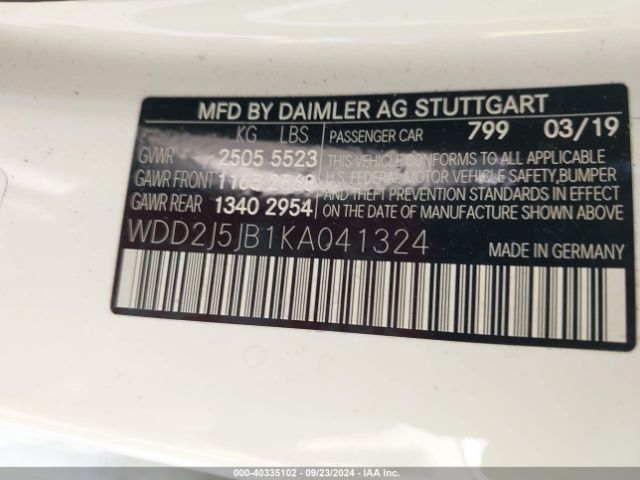 MFD BY DAIMLER AG STUTTGART
KG LBS PASSENGER CAR 799 03/19
GVWR 2505 5523 THIS VEHICLE CONFORMS TO ALL APPLICABLE
GAWR FRONT U.S. FEDERAL MOTOR VEHICLE SAFETY,BUMPER
GAWR REAR 1340 2954 AND THEFT PREVENTION STANDARDS IN EFFECT
ON THE DATE OF MANUFACTURE SHOWN ABOVE.
WDD2J5JB1KA041324 MADE IN GERMANY
000-40335102 - 09/23/2024 - IAA Inc.